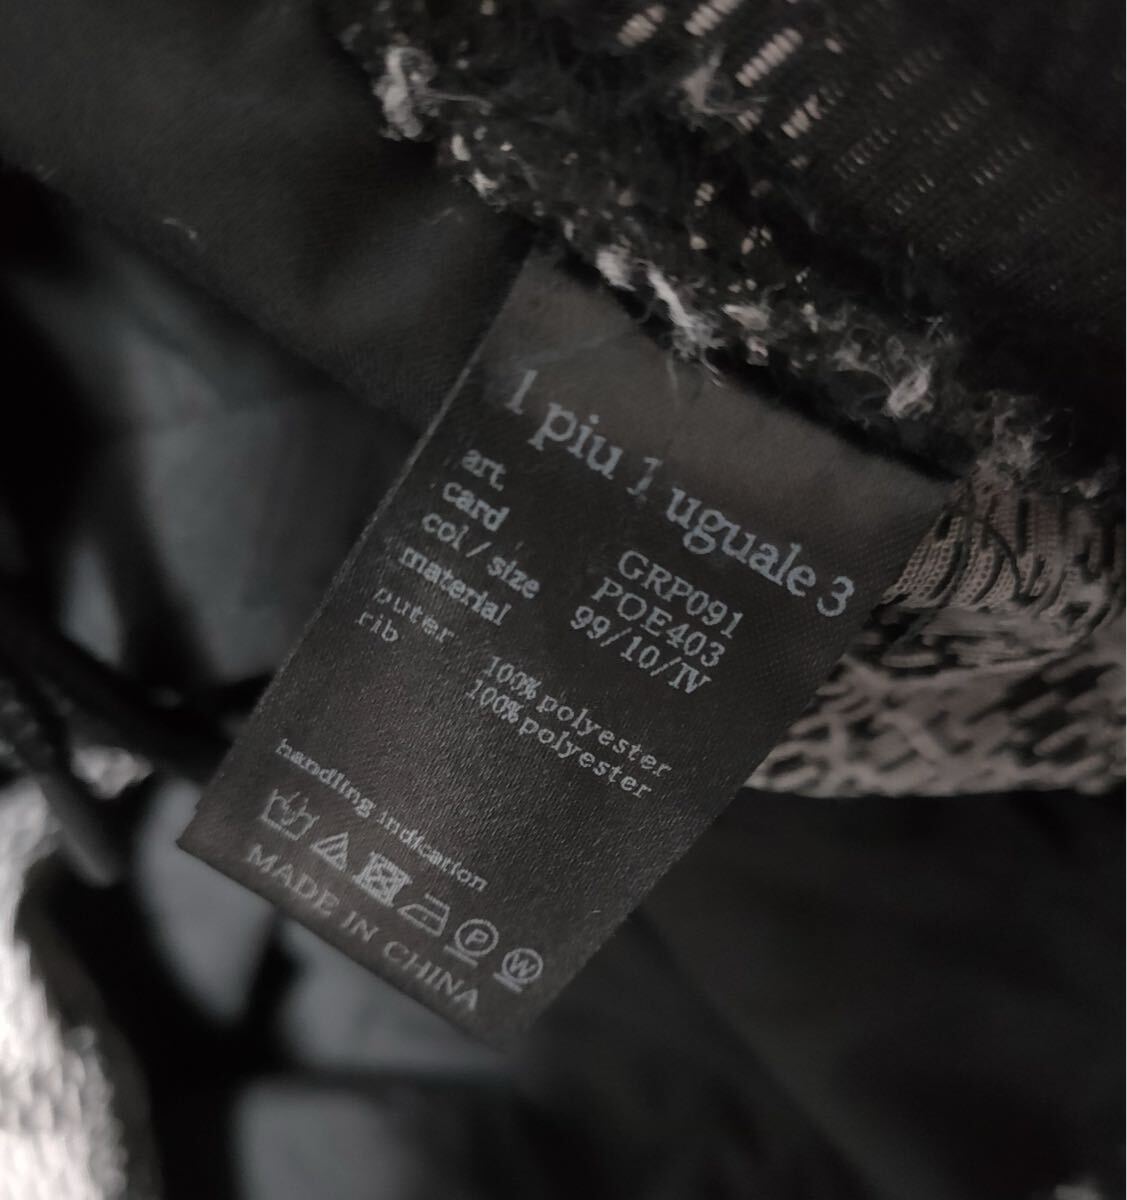 1 piu 1 uguale 3
art. GRP091
card POE403
col / size 99/10/IV
material
outer 100% polyester
rib 100% polyester
handling indication
P W
MADE IN CHINA